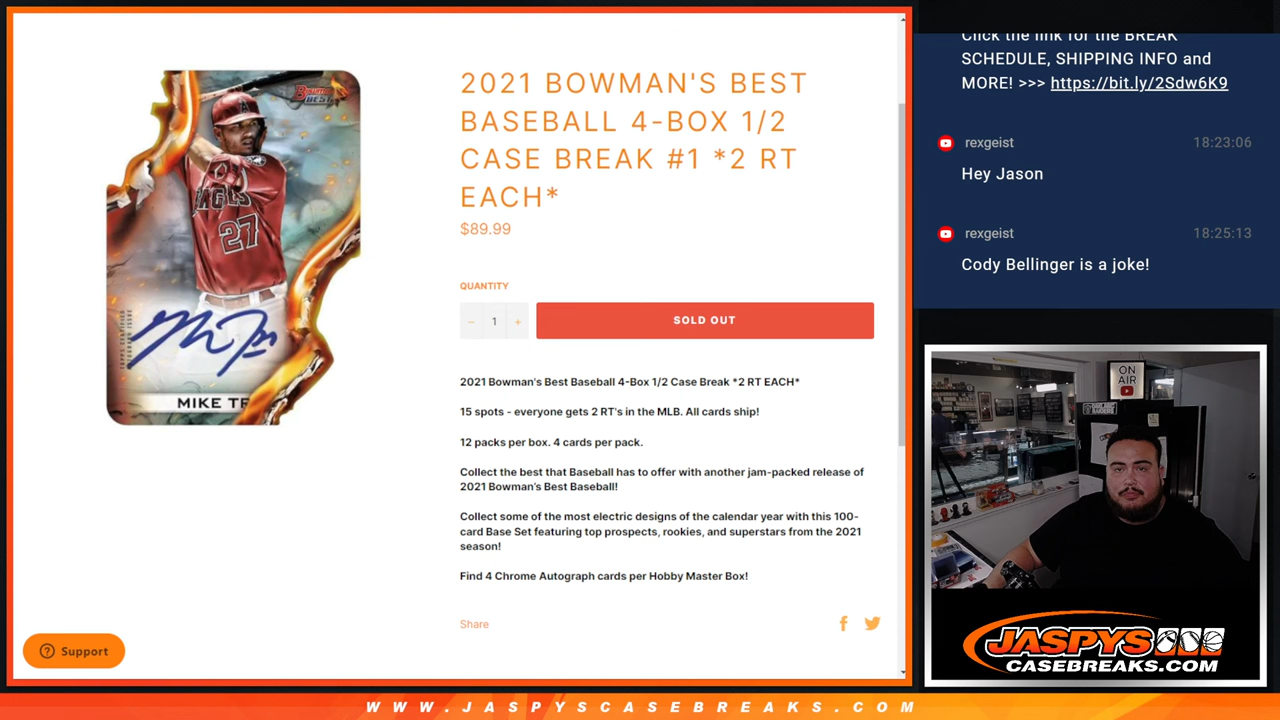 2021 BOWMAN'S BEST
BASEBALL 4-BOX 1/2
CASE BREAK #1 *2 RT
EACH*
$89.99
QUANTITY
− 1 +
SOLD OUT
2021 Bowman's Best Baseball 4-Box 1/2 Case Break *2 RT EACH*
15 spots - everyone gets 2 RT's in the MLB. All cards ship!
12 packs per box. 4 cards per pack.
Collect the best that Baseball has to offer with another jam-packed release of
2021 Bowman's Best Baseball!
Collect some of the most electric designs of the calendar year with this 100-
card Base Set featuring top prospects, rookies, and superstars from the 2021
season!
Find 4 Chrome Autograph cards per Hobby Master Box!
Share
Support
BEST
27
MIKE TR
Click the link for the BREAK
SCHEDULE, SHIPPING INFO and
MORE! >>> https://bit.ly/2Sdw6K9
rexgeist 18:23:06
Hey Jason
rexgeist 18:25:13
Cody Bellinger is a joke!
ON
AIR
JASPYS
CASEBREAKS.COM
WWW.JASPYSCASEBREAKS.COM